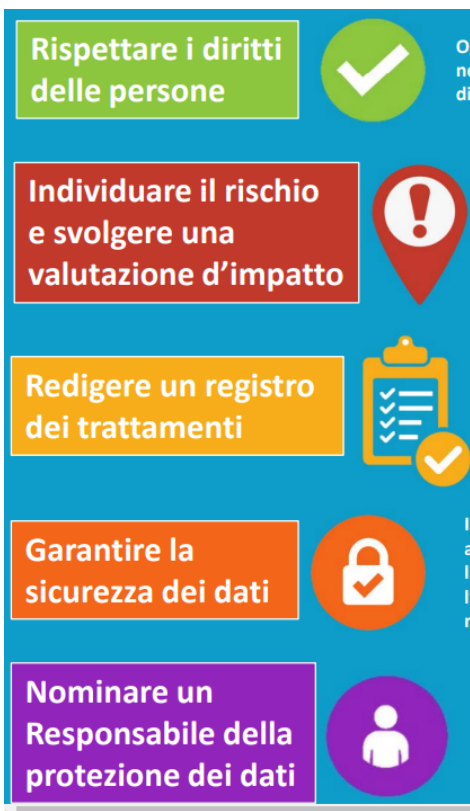 Rispettare i diritti
delle persone
Individuare il rischio
e svolgere una
valutazione d'impatto
Redigere un registro
dei trattamenti
Garantire la
sicurezza dei dati
Nominare un
Responsabile della
protezione dei dati